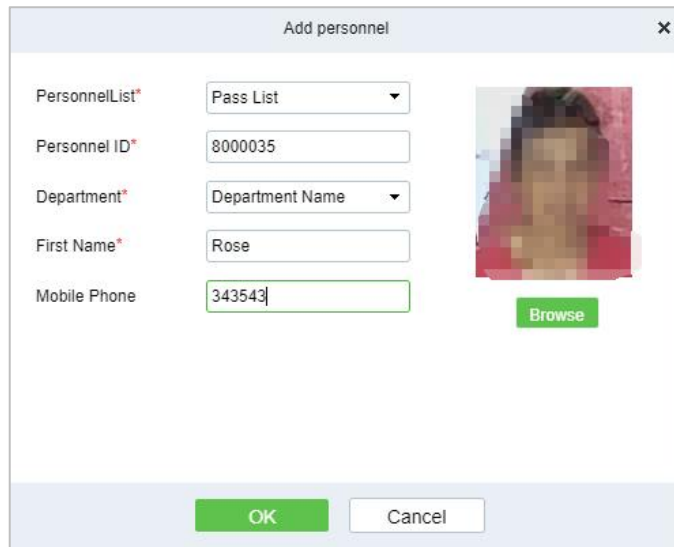 Add personnel ×
PersonnelList* Pass List
Personnel ID* 8000035
Department* Department Name
First Name* Rose
Mobile Phone 343543
Browse
OK Cancel